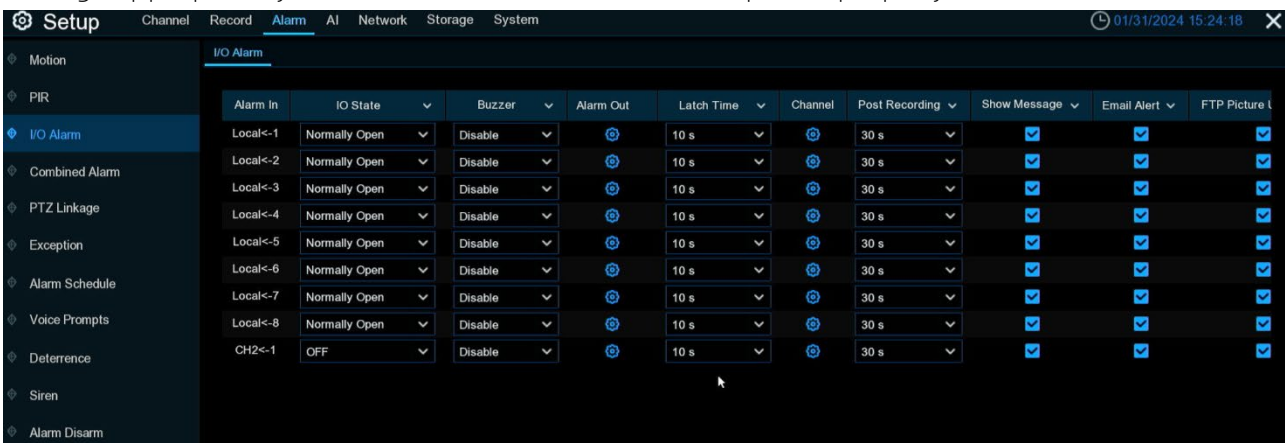 Setup Channel Record Alarm AI Network Storage System 01/31/2024 15:24:18
I/O Alarm
Motion
PIR
I/O Alarm
Combined Alarm
PTZ Linkage
Exception
Alarm Schedule
Voice Prompts
Deterrence
Siren
Alarm Disarm
Alarm In IO State Buzzer Alarm Out Latch Time Channel Post Recording Show Message Email Alert FTP Picture
Local<-1 Normally Open Disable 10 s 30 s
Local<-2 Normally Open Disable 10 s 30 s
Local<-3 Normally Open Disable 10 s 30 s
Local<-4 Normally Open Disable 10 s 30 s
Local<-5 Normally Open Disable 10 s 30 s
Local<-6 Normally Open Disable 10 s 30 s
Local<-7 Normally Open Disable 10 s 30 s
Local<-8 Normally Open Disable 10 s 30 s
CH2<-1 OFF Disable 10 s 30 s